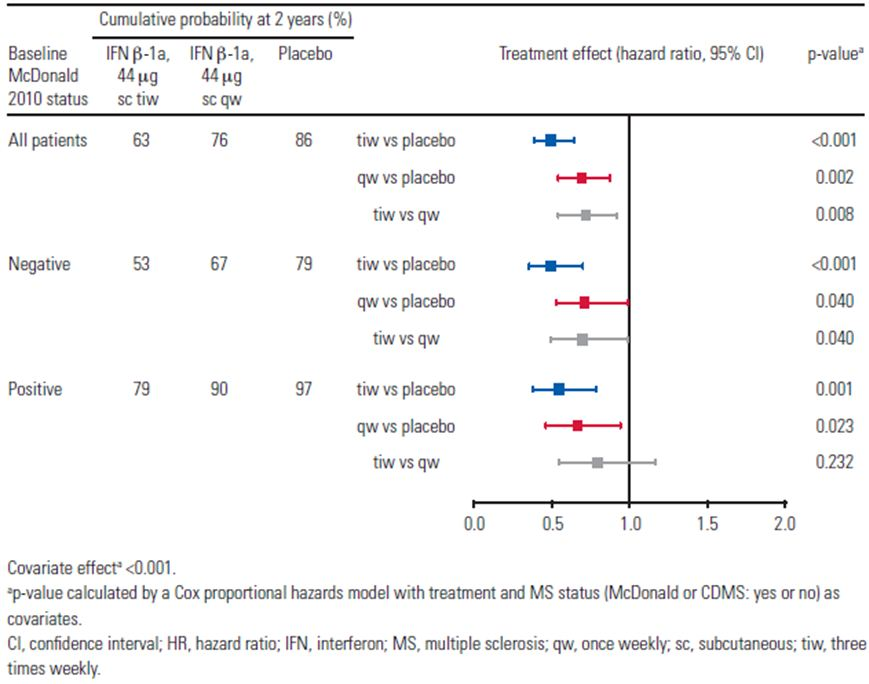 Cumulative probability at 2 years (%)
Baseline McDonald 2010 status IFN β-1a, 44 μg sc tiw IFN β-1a, 44 μg sc qw Placebo Treatment effect (hazard ratio, 95% CI) p-valueᵃ
All patients 63 76 86 tiw vs placebo <0.001
qw vs placebo 0.002
tiw vs qw 0.008
Negative 53 67 79 tiw vs placebo <0.001
qw vs placebo 0.040
tiw vs qw 0.040
Positive 79 90 97 tiw vs placebo 0.001
qw vs placebo 0.023
tiw vs qw 0.232
0.0 0.5 1.0 1.5 2.0
Covariate effectᵃ <0.001.
ᵃp-value calculated by a Cox proportional hazards model with treatment and MS status (McDonald or CDMS: yes or no) as
covariates.
CI, confidence interval; HR, hazard ratio; IFN, interferon; MS, multiple sclerosis; qw, once weekly; sc, subcutaneous; tiw, three
times weekly.